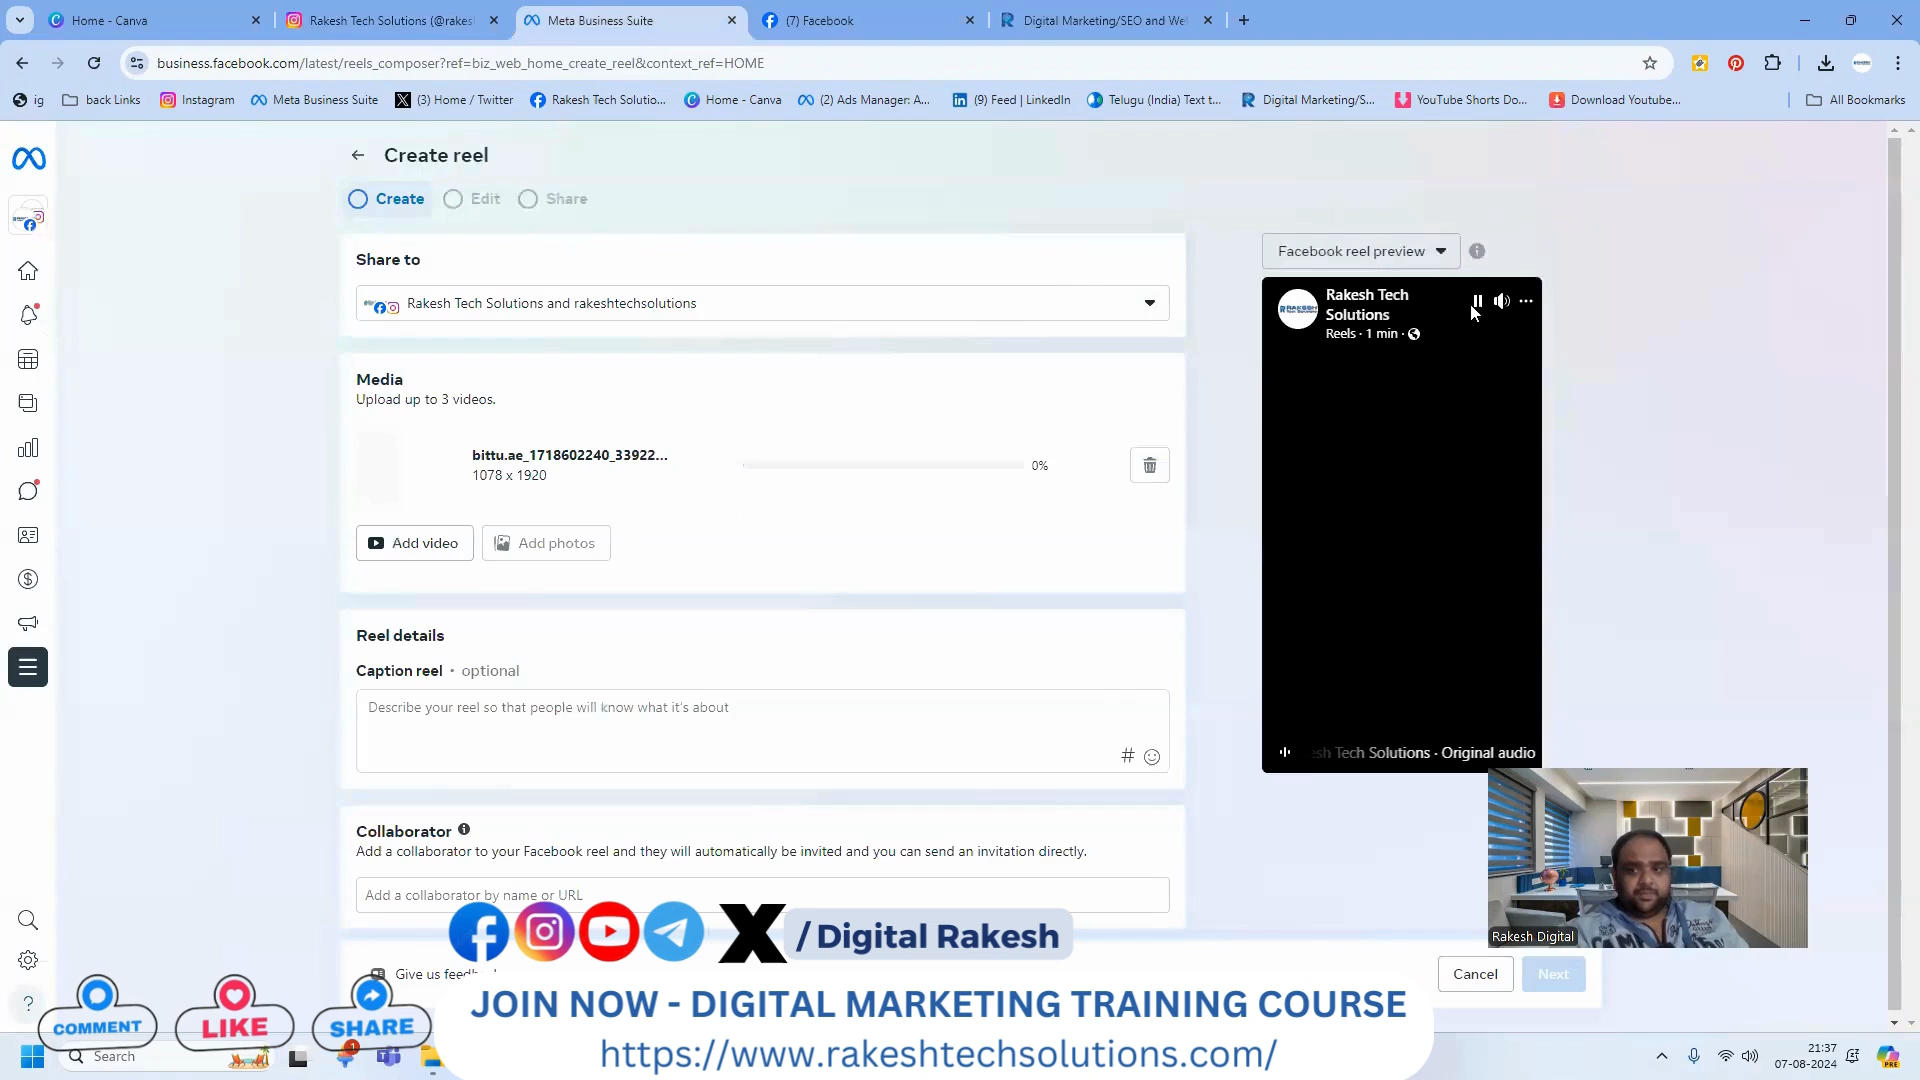 Home - Canva
Rakesh Tech Solutions (@rakes
Meta Business Suite
(7) Facebook
Digital Marketing/SEO and We
business.facebook.com/latest/reels_composer?ref=biz_web_home_create_reel&context_ref=HOME
ig
back Links
Instagram
Meta Business Suite
(3) Home / Twitter
Rakesh Tech Solutio...
Home - Canva
(2) Ads Manager: A...
(9) Feed | LinkedIn
Telugu (India) Text t...
Digital Marketing/S...
YouTube Shorts Do...
Download Youtube...
All Bookmarks
Create reel
Create
Edit
Share
Share to
Rakesh Tech Solutions and rakeshtechsolutions
Media
Upload up to 3 videos.
bittu.ae_1718602240_33922...
1078 x 1920
0%
Add video
Add photos
Reel details
Caption reel • optional
Describe your reel so that people will know what it's about
#
Collaborator
Add a collaborator to your Facebook reel and they will automatically be invited and you can send an invitation directly.
Add a collaborator by name or URL
Facebook reel preview
Rakesh Tech
Solutions
Reels · 1 min ·
sh Tech Solutions · Original audio
Rakesh Digital
/ Digital Rakesh
Give us feedb
Cancel
Next
COMMENT
LIKE
SHARE
JOIN NOW - DIGITAL MARKETING TRAINING COURSE
https://www.rakeshtechsolutions.com/
Search
1
21:37
07-08-2024
PRE